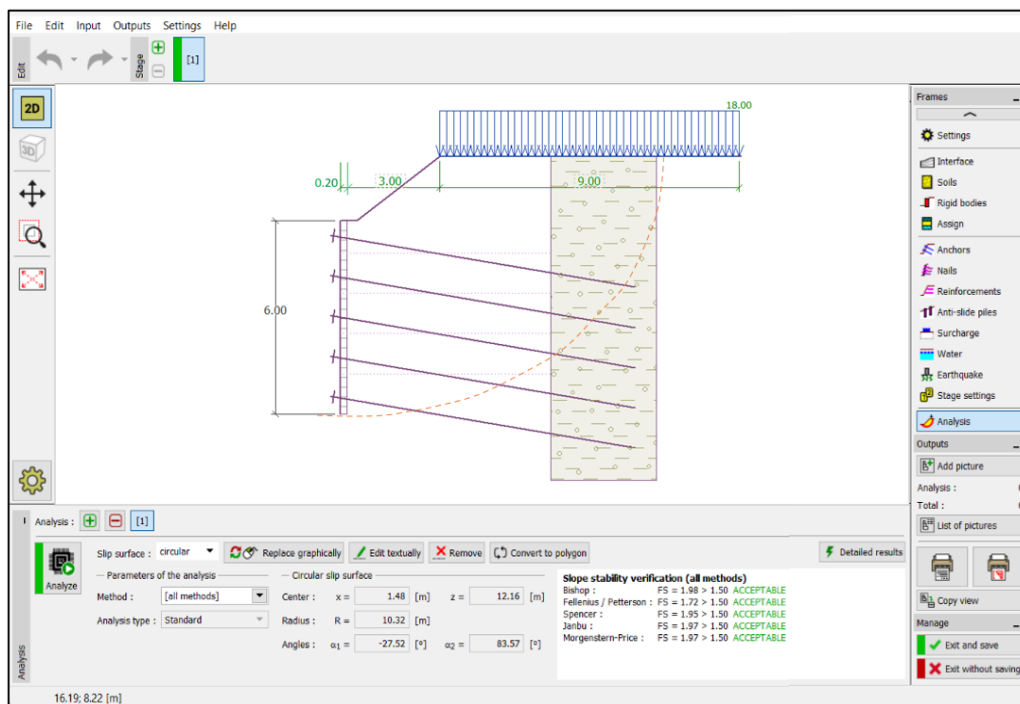 File Edit Input Outputs Settings Help
Edit
Stage
[1]
2D
3D
18.00
0.20
3.00
9.00
6.00
Frames
Settings
Interface
Soils
Rigid bodies
Assign
Anchors
Nails
Reinforcements
Anti-slide piles
Surcharge
Water
Earthquake
Stage settings
Analysis
Outputs
Add picture
Analysis :
Total :
List of pictures
Copy view
Manage
Exit and save
Exit without saving
Analysis : [1]
Analyze
Slip surface : circular Replace graphically Edit textually Remove Convert to polygon Detailed results
Parameters of the analysis
Method : [all methods]
Analysis type : Standard
Circular slip surface
Center : x = 1.48 [m] z = 12.16 [m]
Radius : R = 10.32 [m]
Angles : α1 = -27.52 [°] α2 = 83.57 [°]
Slope stability verification (all methods)
Bishop : FS = 1.98 > 1.50 ACCEPTABLE
Fellenius / Petterson : FS = 1.72 > 1.50 ACCEPTABLE
Spencer : FS = 1.95 > 1.50 ACCEPTABLE
Janbu : FS = 1.97 > 1.50 ACCEPTABLE
Morgenstern-Price : FS = 1.97 > 1.50 ACCEPTABLE
Analysis
16.19; 8.22 [m]